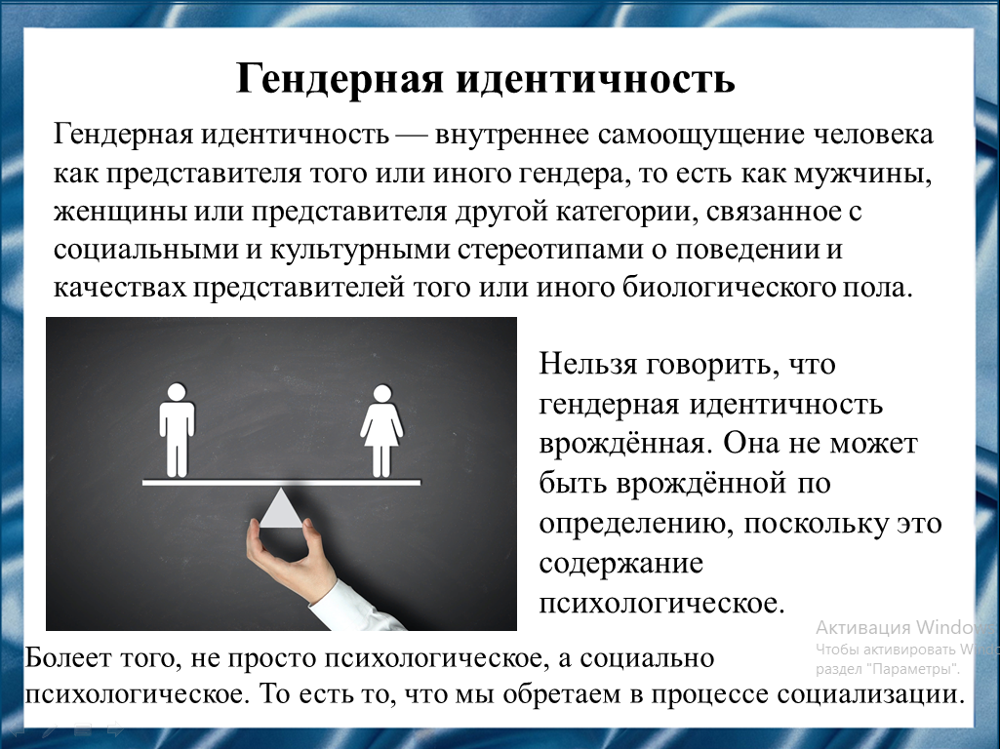 Гендерная идентичность
Гендерная идентичность — внутреннее самоощущение человека
как представителя того или иного гендера, то есть как мужчины,
женщины или представителя другой категории, связанное с
социальными и культурными стереотипами о поведении и
качествах представителей того или иного биологического пола.
Нельзя говорить, что
гендерная идентичность
врождённая. Она не может
быть врождённой по
определению, поскольку это
содержание
психологическое.
Болеет того, не просто психологическое, а социально
психологическое. То есть то, что мы обретаем в процессе социализации.
Активация Windows
Чтобы активировать Windows
раздел "Параметры".